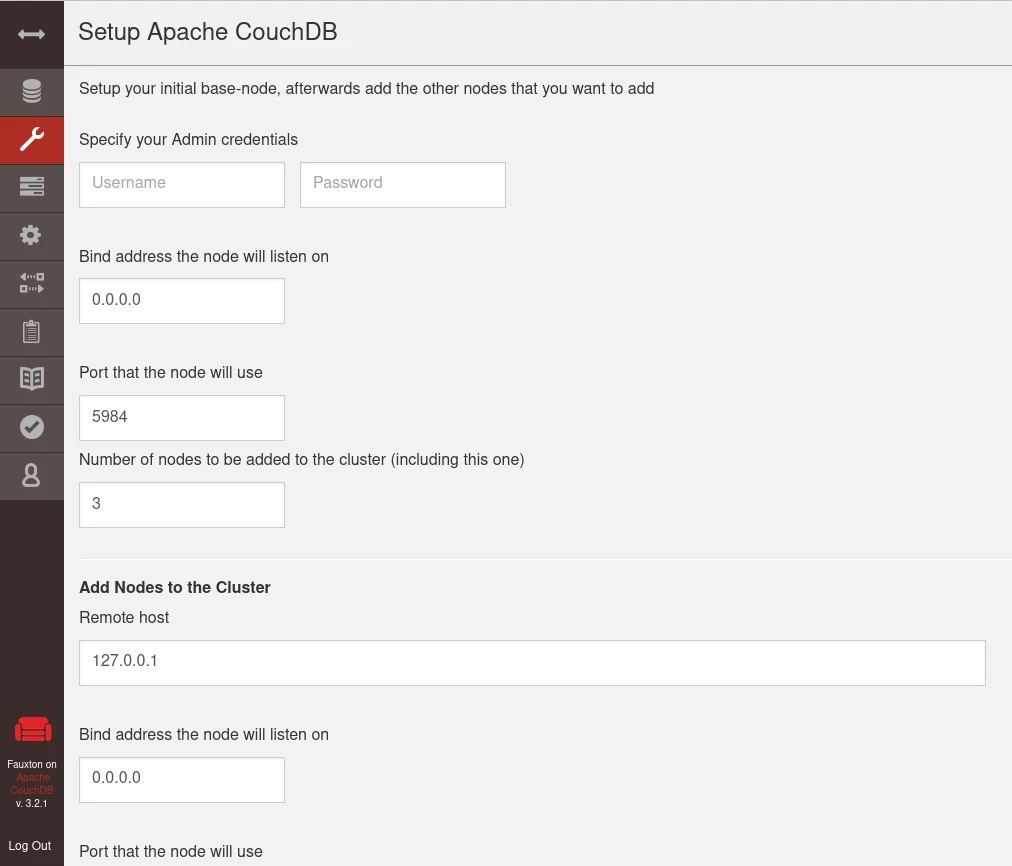 Setup Apache CouchDB
Setup your initial base-node, afterwards add the other nodes that you want to add
Specify your Admin credentials
Username Password
Bind address the node will listen on
0.0.0.0
Port that the node will use
5984
Number of nodes to be added to the cluster (including this one)
3
Add Nodes to the Cluster
Remote host
127.0.0.1
Bind address the node will listen on
0.0.0.0
Port that the node will use
Fauxton on
Apache
CouchDB
v. 3.2.1
Log Out